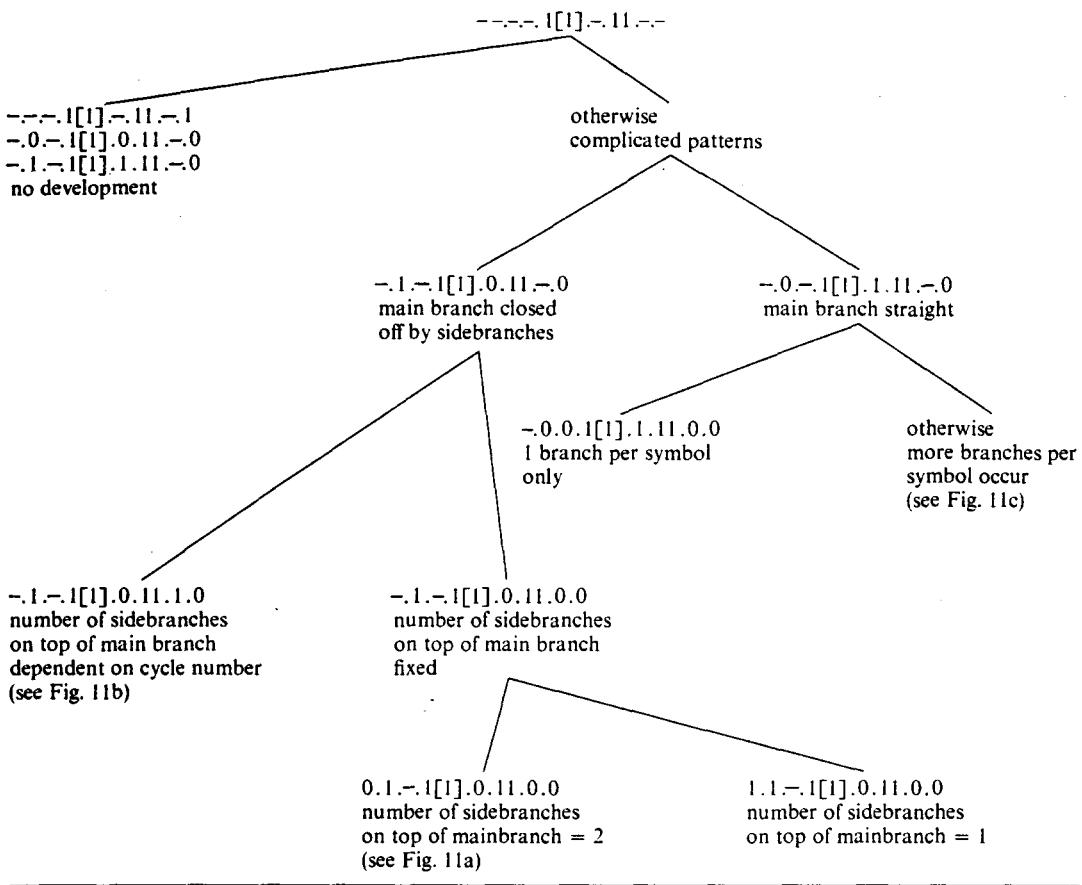 --.-.-.1[1].-.11.-.-
-.-.-.1[1].-.11.-.1
-.0.-.1[1].0.11.-.0
-.1.-.1[1].1.11.-.0
no development
otherwise
complicated patterns
-.1.-.1[1].0.11.-.0
main branch closed
off by sidebranches
-.0.-.1[1].1.11.-.0
main branch straight
-.0.0.1[1].1.11.0.0
1 branch per symbol
only
otherwise
more branches per
symbol occur
(see Fig. 11c)
-.1.-.1[1].0.11.1.0
number of sidebranches
on top of main branch
dependent on cycle number
(see Fig. 11b)
-.1.-.1[1].0.11.0.0
number of sidebranches
on top of main branch
fixed
0.1.-.1[1].0.11.0.0
number of sidebranches
on top of mainbranch = 2
(see Fig. 11a)
1.1.-.1[1].0.11.0.0
number of sidebranches
on top of mainbranch = 1